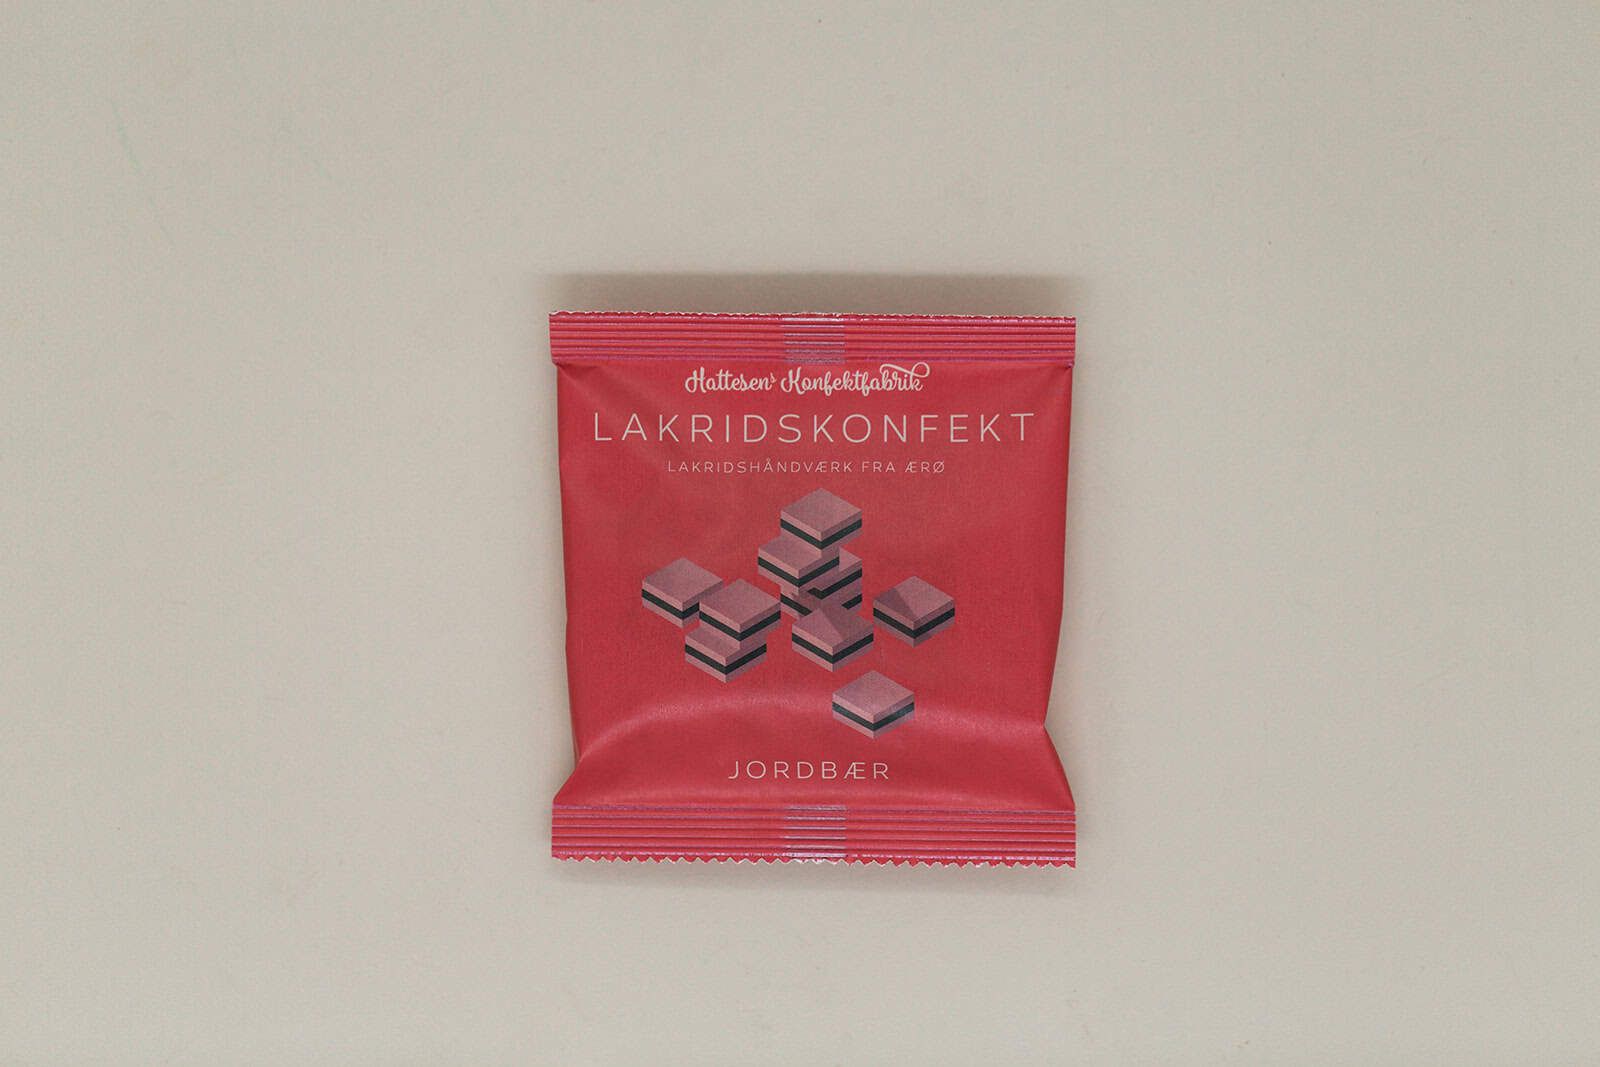 Hattesens Konfektfabrik
LAKRIDSKONFEKT
LAKRIDSHÅNDVÆRK FRA ÆRØ
JORDBÆR